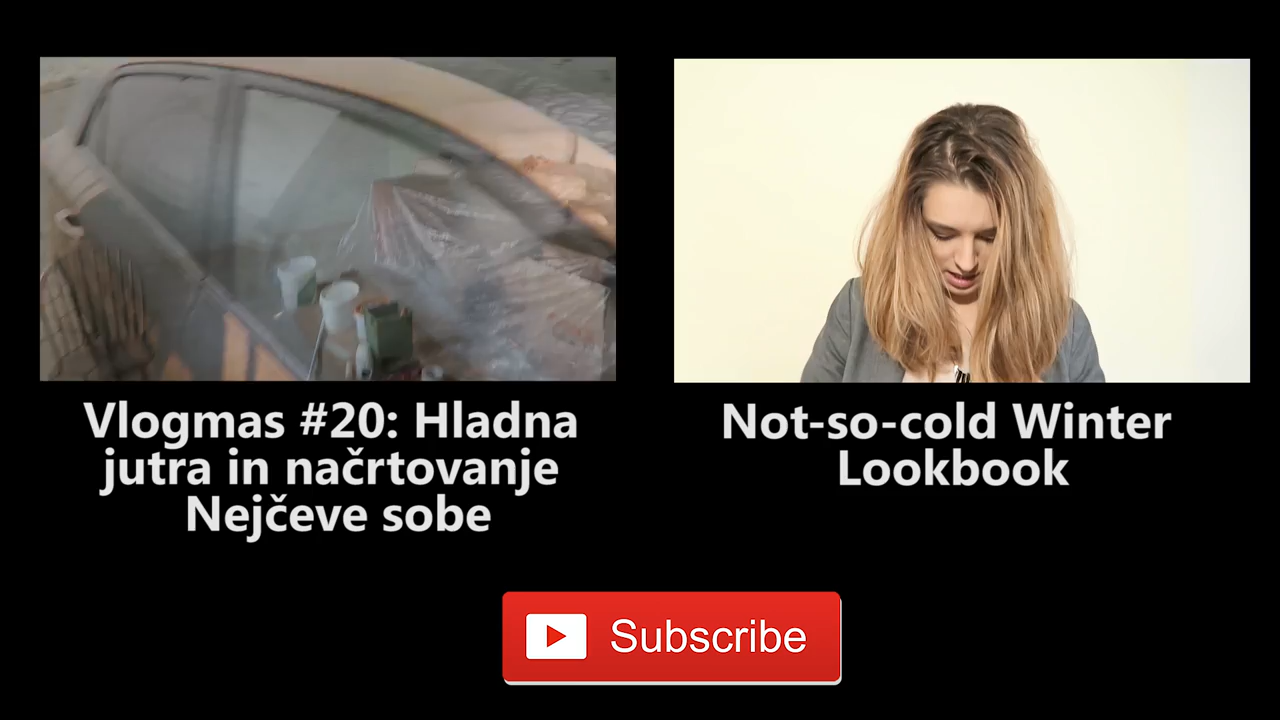 Vlogmas #20: Hladna
jutra in načrtovanje
Nejčeve sobe
Not-so-cold Winter
Lookbook
Subscribe